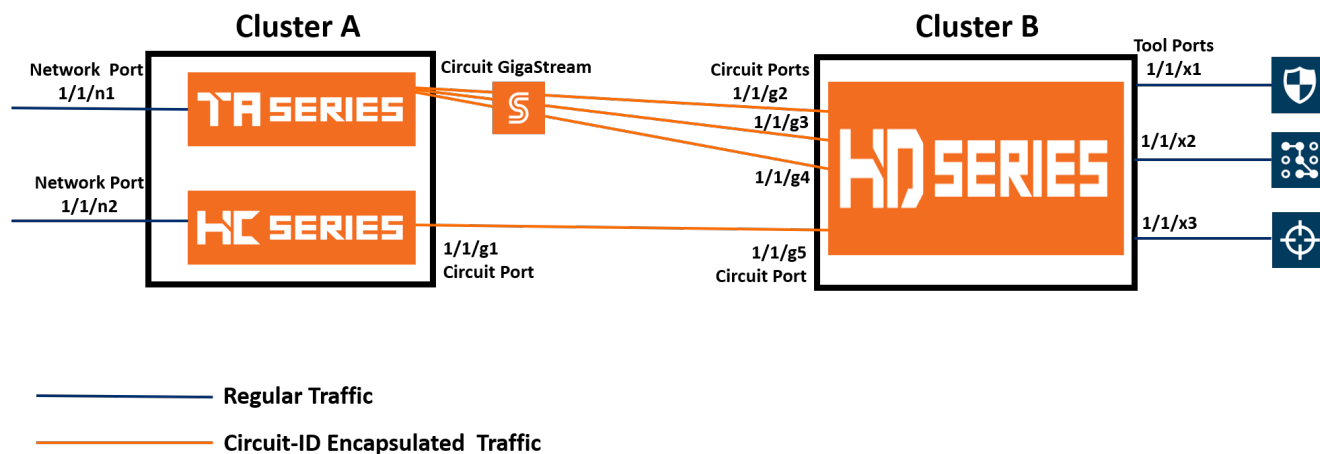 Cluster A
Cluster B
Network Port
1/1/n1
TA SERIES
Circuit GigaStream
S
Circuit Ports
1/1/g2
1/1/g3
1/1/g4
HD SERIES
Tool Ports
1/1/x1
1/1/x2
1/1/x3
Network Port
1/1/n2
HC SERIES
1/1/g1
Circuit Port
1/1/g5
Circuit Port
Regular Traffic
Circuit-ID Encapsulated Traffic